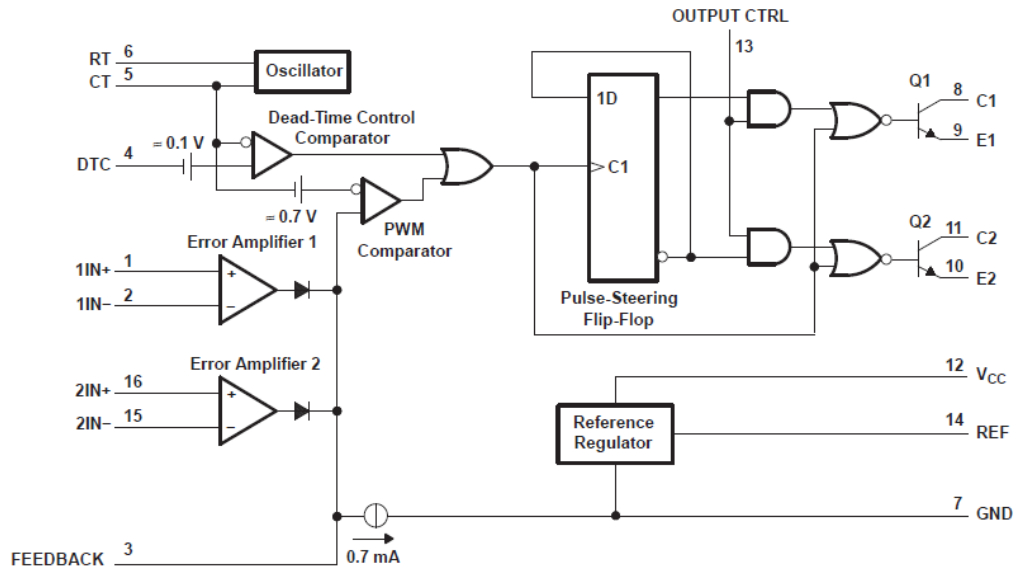 OUTPUT CTRL
13
RT 6
CT 5
Oscillator
Dead-Time Control
Comparator
DTC 4
= 0.1 V
= 0.7 V
PWM
Comparator
1D
C1
Pulse-Steering
Flip-Flop
Q1
8 C1
9 E1
Q2
11 C2
10 E2
Error Amplifier 1
1IN+ 1
1IN− 2
+
−
Error Amplifier 2
2IN+ 16
2IN− 15
+
−
Reference
Regulator
12 VCC
14 REF
7 GND
0.7 mA
FEEDBACK 3